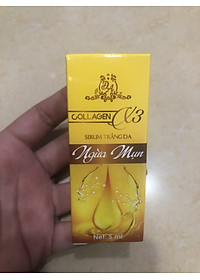 COLLAGEN X3
SERUM TRẮNG DA
Ngừa Mụn
Net: 5 ml